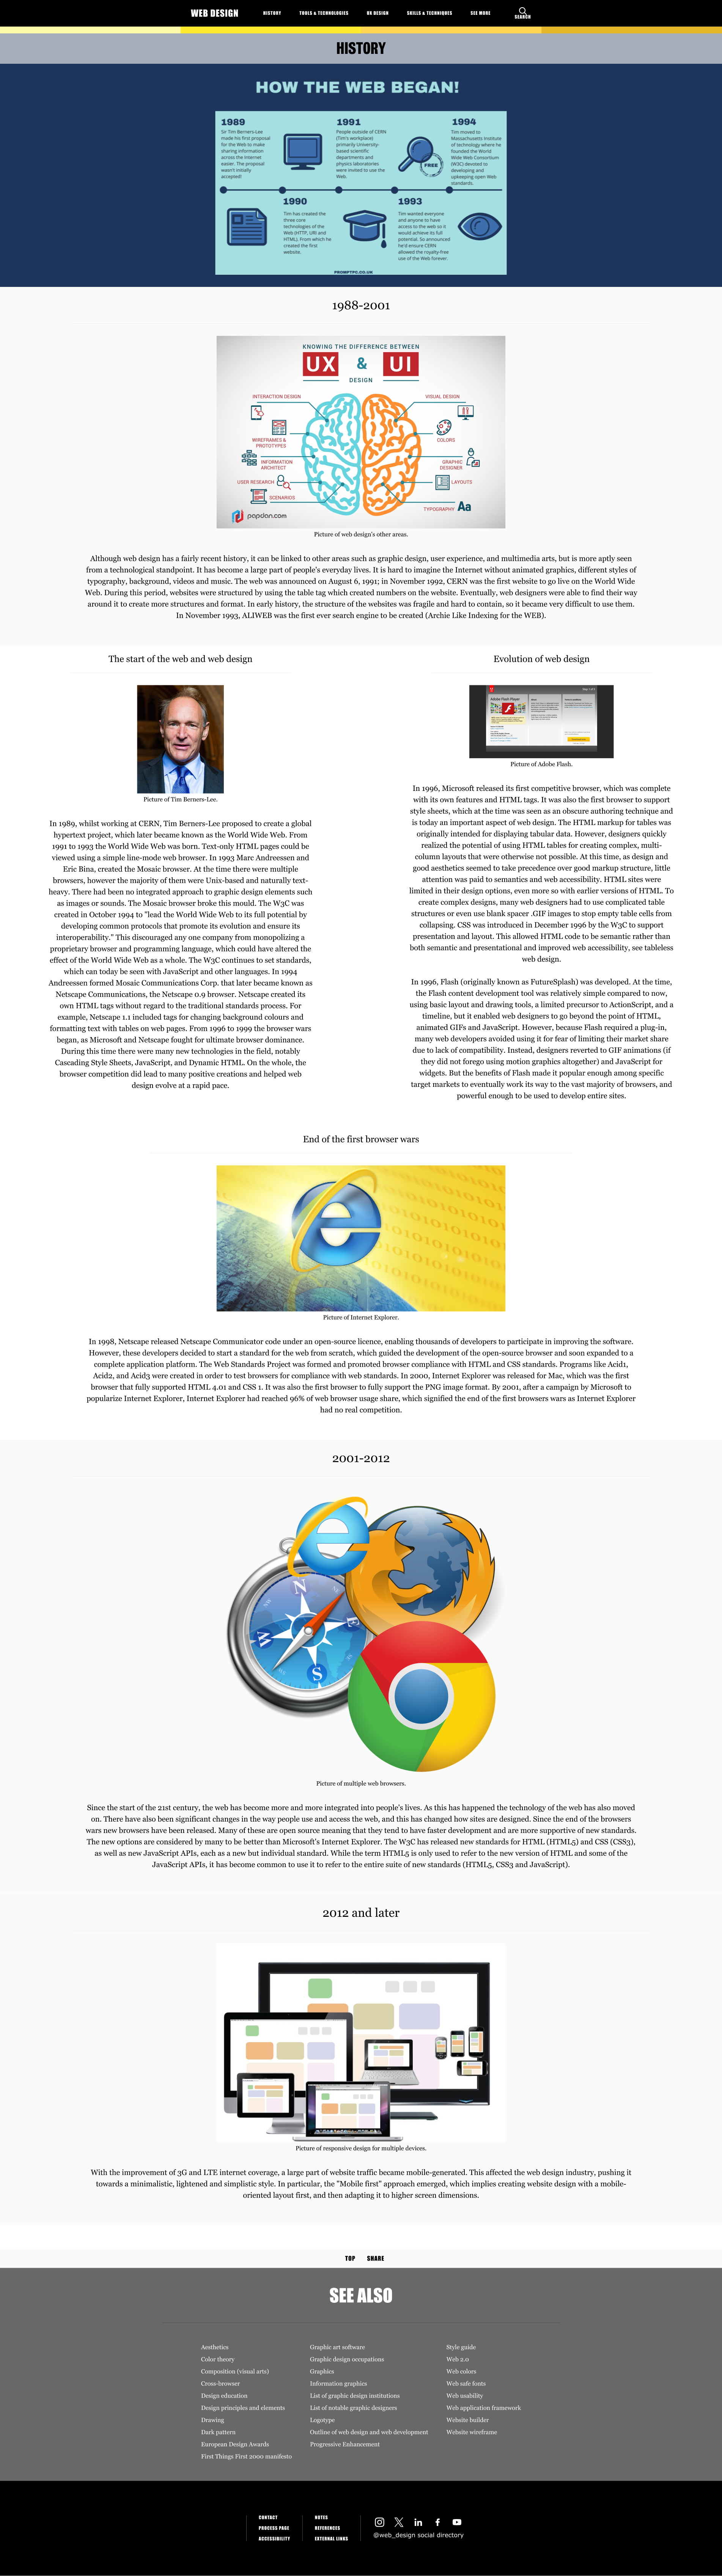 WEB DESIGN
HISTORY
TOOLS & TECHNOLOGIES
UX DESIGN
SKILLS & TECHNIQUES
SEE MORE
SEARCH
HISTORY
HOW THE WEB BEGAN!
1989
Sir Tim Berners-Lee
made his first proposal
for the Web to make
sharing information
across the internet
easier. The proposal
wasn't initially
accepted!
1991
People outside of CERN
(Tim's workplace)
primarily University-
based scientific
departments and
physics laboratories
were invited to use the
Web.
FREE
1994
Tim moved to
Massachusetts Institute
of technology where he
founded the World
Wide Web Consortium
(W3C) devoted to
developing and
upkeeping open Web
standards.
1990
Tim has created the
three core
technologies of the
Web (HTTP, URI and
HTML). From which he
created the first
website.
1993
Tim wanted everyone
and anyone to have
access to the web so it
would achieve its full
potential. So announced
he'd ensure CERN
allowed the royalty-free
use of the Web forever.
PROMPTPC.CO.UK
1988-2001
KNOWING THE DIFFERENCE BETWEEN
UX & UI
DESIGN
INTERACTION DESIGN
WIREFRAMES &
PROTOTYPES
INFORMATION
ARCHITECT
USER RESEARCH
SCENARIOS
VISUAL DESIGN
COLORS
GRAPHIC
DESIGNER
LAYOUTS
TYPOGRAPHY Aa
papdan.com
Picture of web design's other areas.
Although web design has a fairly recent history, it can be linked to other areas such as graphic design, user experience, and multimedia arts, but is more aptly seen
from a technological standpoint. It has become a large part of people's everyday lives. It is hard to imagine the Internet without animated graphics, different styles of
typography, background, videos and music. The web was announced on August 6, 1991; in November 1992, CERN was the first website to go live on the World Wide
Web. During this period, websites were structured by using the table tag which created numbers on the website. Eventually, web designers were able to find their way
around it to create more structures and format. In early history, the structure of the websites was fragile and hard to contain, so it became very difficult to use them.
In November 1993, ALIWEB was the first ever search engine to be created (Archie Like Indexing for the WEB).
The start of the web and web design
Picture of Tim Berners-Lee.
In 1989, whilst working at CERN, Tim Berners-Lee proposed to create a global
hypertext project, which later became known as the World Wide Web. From
1991 to 1993 the World Wide Web was born. Text-only HTML pages could be
viewed using a simple line-mode web browser. In 1993 Marc Andreessen and
Eric Bina, created the Mosaic browser. At the time there were multiple
browsers, however the majority of them were Unix-based and naturally text-
heavy. There had been no integrated approach to graphic design elements such
as images or sounds. The Mosaic browser broke this mould. The W3C was
created in October 1994 to "lead the World Wide Web to its full potential by
developing common protocols that promote its evolution and ensure its
interoperability." This discouraged any one company from monopolizing a
proprietary browser and programming language, which could have altered the
effect of the World Wide Web as a whole. The W3C continues to set standards,
which can today be seen with JavaScript and other languages. In 1994
Andreessen formed Mosaic Communications Corp. that later became known as
Netscape Communications, the Netscape 0.9 browser. Netscape created its
own HTML tags without regard to the traditional standards process. For
example, Netscape 1.1 included tags for changing background colours and
formatting text with tables on web pages. From 1996 to 1999 the browser wars
began, as Microsoft and Netscape fought for ultimate browser dominance.
During this time there were many new technologies in the field, notably
Cascading Style Sheets, JavaScript, and Dynamic HTML. On the whole, the
browser competition did lead to many positive creations and helped web
design evolve at a rapid pace.
Evolution of web design
Picture of Adobe Flash.
In 1996, Microsoft released its first competitive browser, which was complete
with its own features and HTML tags. It was also the first browser to support
style sheets, which at the time was seen as an obscure authoring technique and
is today an important aspect of web design. The HTML markup for tables was
originally intended for displaying tabular data. However, designers quickly
realized the potential of using HTML tables for creating complex, multi-
column layouts that were otherwise not possible. At this time, as design and
good aesthetics seemed to take precedence over good markup structure, little
attention was paid to semantics and web accessibility. HTML sites were
limited in their design options, even more so with earlier versions of HTML. To
create complex designs, many web designers had to use complicated table
structures or even use blank spacer .GIF images to stop empty table cells from
collapsing. CSS was introduced in December 1996 by the W3C to support
presentation and layout. This allowed HTML code to be semantic rather than
both semantic and presentational and improved web accessibility, see tableless
web design.
In 1996, Flash (originally known as FutureSplash) was developed. At the time,
the Flash content development tool was relatively simple compared to now,
using basic layout and drawing tools, a limited precursor to ActionScript, and a
timeline, but it enabled web designers to go beyond the point of HTML,
animated GIFs and JavaScript. However, because Flash required a plug-in,
many web developers avoided using it for fear of limiting their market share
due to lack of compatibility. Instead, designers reverted to GIF animations (if
they did not forego using motion graphics altogether) and JavaScript for
widgets. But the benefits of Flash made it popular enough among specific
target markets to eventually work its way to the vast majority of browsers, and
powerful enough to be used to develop entire sites.
End of the first browser wars
Picture of Internet Explorer.
In 1998, Netscape released Netscape Communicator code under an open-source licence, enabling thousands of developers to participate in improving the software.
However, these developers decided to start a standard for the web from scratch, which guided the development of the open-source browser and soon expanded to a
complete application platform. The Web Standards Project was formed and promoted browser compliance with HTML and CSS standards. Programs like Acid1,
Acid2, and Acid3 were created in order to test browsers for compliance with web standards. In 2000, Internet Explorer was released for Mac, which was the first
browser that fully supported HTML 4.01 and CSS 1. It was also the first browser to fully support the PNG image format. By 2001, after a campaign by Microsoft to
popularize Internet Explorer, Internet Explorer had reached 96% of web browser usage share, which signified the end of the first browsers wars as Internet Explorer
had no real competition.
2001-2012
N
E
W
S
Picture of multiple web browsers.
Since the start of the 21st century, the web has become more and more integrated into people's lives. As this has happened the technology of the web has also moved
on. There have also been significant changes in the way people use and access the web, and this has changed how sites are designed. Since the end of the browsers
wars new browsers have been released. Many of these are open source meaning that they tend to have faster development and are more supportive of new standards.
The new options are considered by many to be better than Microsoft's Internet Explorer. The W3C has released new standards for HTML (HTML5) and CSS (CSS3),
as well as new JavaScript APIs, each as a new but individual standard. While the term HTML5 is only used to refer to the new version of HTML and some of the
JavaScript APIs, it has become common to use it to refer to the entire suite of new standards (HTML5, CSS3 and JavaScript).
2012 and later
Picture of responsive design for multiple devices.
With the improvement of 3G and LTE internet coverage, a large part of website traffic became mobile-generated. This affected the web design industry, pushing it
towards a minimalistic, lightened and simplistic style. In particular, the "Mobile first" approach emerged, which implies creating website design with a mobile-
oriented layout first, and then adapting it to higher screen dimensions.
TOP
SHARE
SEE ALSO
Aesthetics
Color theory
Composition (visual arts)
Cross-browser
Design education
Design principles and elements
Drawing
Dark pattern
European Design Awards
First Things First 2000 manifesto
Graphic art software
Graphic design occupations
Graphics
Information graphics
List of graphic design institutions
List of notable graphic designers
Logotype
Outline of web design and web development
Progressive Enhancement
Style guide
Web 2.0
Web colors
Web safe fonts
Web usability
Web application framework
Website builder
Website wireframe
CONTACT
PROCESS PAGE
ACCESSIBILITY
NOTES
REFERENCES
EXTERNAL LINKS
@web_design social directory